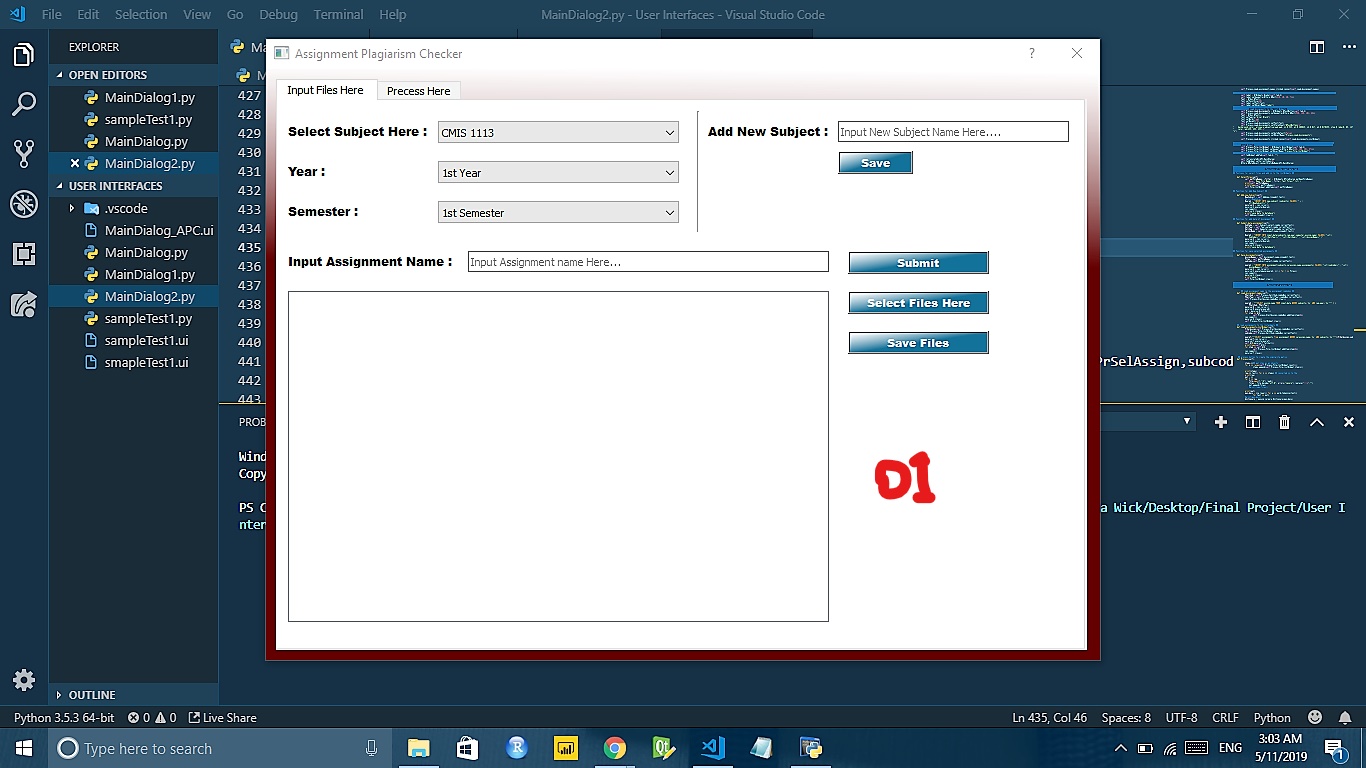 File Edit Selection View Go Debug Terminal Help MainDialog2.py - User Interfaces - Visual Studio Code
EXPLORER
OPEN EDITORS
MainDialog1.py
sampleTest1.py
MainDialog.py
MainDialog2.py
USER INTERFACES
.vscode
MainDialog_APC.ui
MainDialog.py
MainDialog1.py
MainDialog2.py
sampleTest1.py
sampleTest1.ui
smapleTest1.ui
OUTLINE
Ma
M
427
428
429
430
431
432
433
434
435
436
437
438
439
440
441
442
443
Assignment Plagiarism Checker ?
Input Files Here Precess Here
Select Subject Here : CMIS 1113
Year : 1st Year
Semester : 1st Semester
Add New Subject : Input New Subject Name Here....
Save
Input Assignment Name : Input Assignment name Here... Submit
Select Files Here
Save Files
01
PrSelAssign,subcod
PROB
Wind
Copy
PS C a Wick/Desktop/Final Project/User I
nter
Python 3.5.3 64-bit 0 0 Live Share Ln 435, Col 46 Spaces: 8 UTF-8 CRLF Python
Type here to search R Qt ENG 3:03 AM
5/11/2019 1